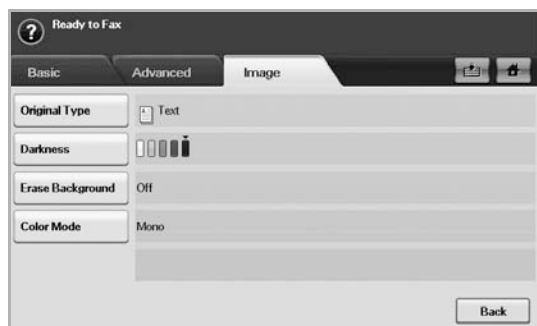 Ready to Fax
Basic Advanced Image
Original Type Text
Darkness
Erase Background Off
Color Mode Mono
Back